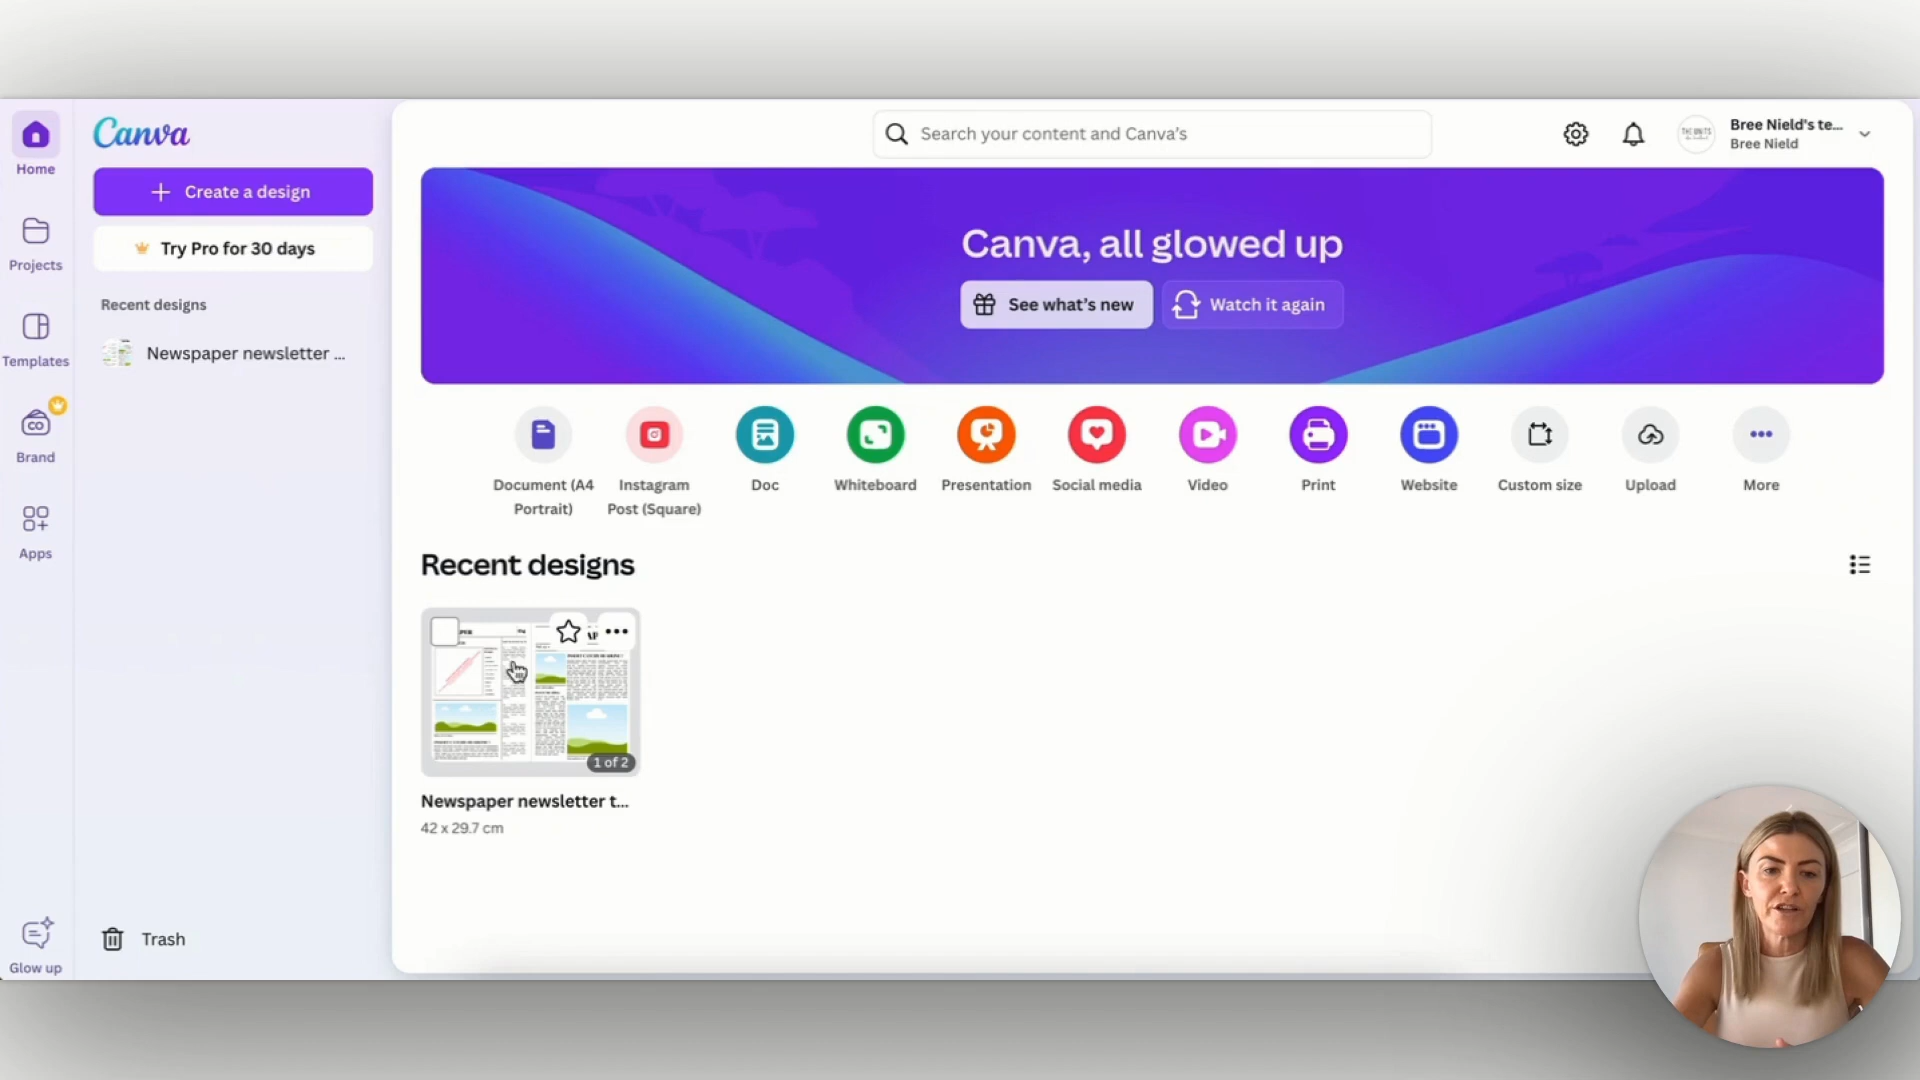 Canva
Search your content and Canva's
Bree Nield's te...
Bree Nield
Home
Create a design
Try Pro for 30 days
Projects
Recent designs
Newspaper newsletter ...
Templates
Brand
Apps
Canva, all glowed up
See what's new
Watch it again
Document (A4
Portrait)
Instagram
Post (Square)
Doc
Whiteboard
Presentation
Social media
Video
Print
Website
Custom size
Upload
More
Recent designs
1 of 2
Newspaper newsletter t...
42 x 29.7 cm
Trash
Glow up